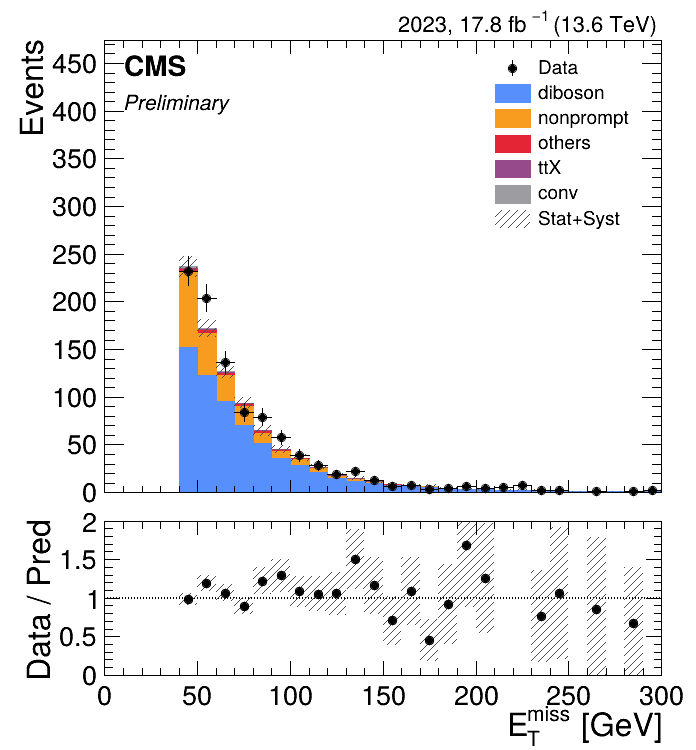 2023, 17.8 fb⁻¹ (13.6 TeV)
CMS
Preliminary
Events
450
400
350
300
250
200
150
100
50
0
Data
diboson
nonprompt
others
ttX
conv
Stat+Syst
Data / Pred
2
1.5
1
0.5
0
0 50 100 150 200 250 300
E_T^miss [GeV]